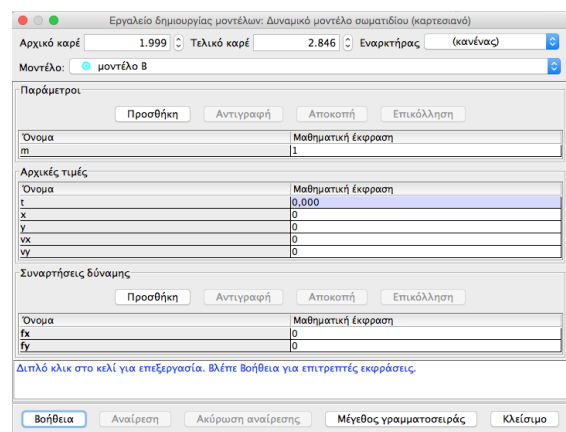 Εργαλείο δημιουργίας μοντέλων: Δυναμικό μοντέλο σωματιδίου (καρτεσιανό)
Αρχικό καρέ 1.999 Τελικό καρέ 2.846 Εναρκτήρας (κανένας)
Μοντέλο: μοντέλο B
Παράμετροι
Προσθήκη Αντιγραφή Αποκοπή Επικόλληση
Όνομα Μαθηματική έκφραση
m 1
Αρχικές τιμές
Όνομα Μαθηματική έκφραση
t 0,000
x 0
y 0
vx 0
vy 0
Συναρτήσεις δύναμης
Προσθήκη Αντιγραφή Αποκοπή Επικόλληση
Όνομα Μαθηματική έκφραση
fx 0
fy 0
Διπλό κλικ στο κελί για επεξεργασία. Βλέπε Βοήθεια για επιτρεπτές εκφράσεις.
Βοήθεια Αναίρεση Ακύρωση αναίρεσης Μέγεθος γραμματοσειράς Κλείσιμο